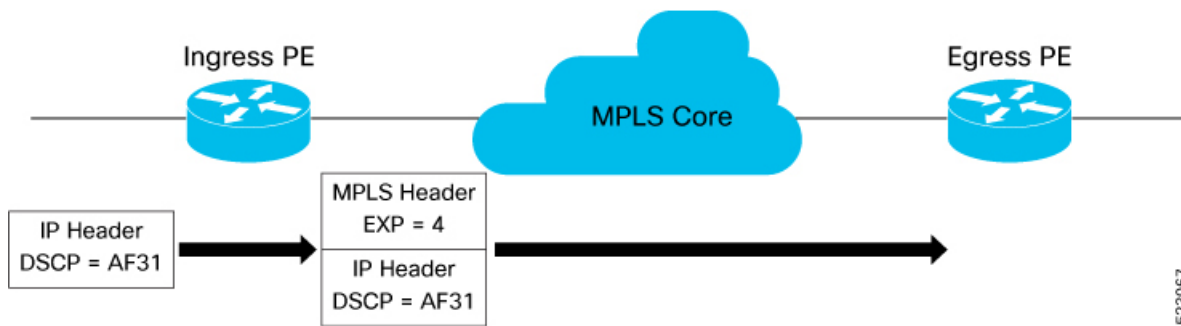 Ingress PE
Egress PE
MPLS Core
MPLS Header
EXP = 4
IP Header
DSCP = AF31
IP Header
DSCP = AF31